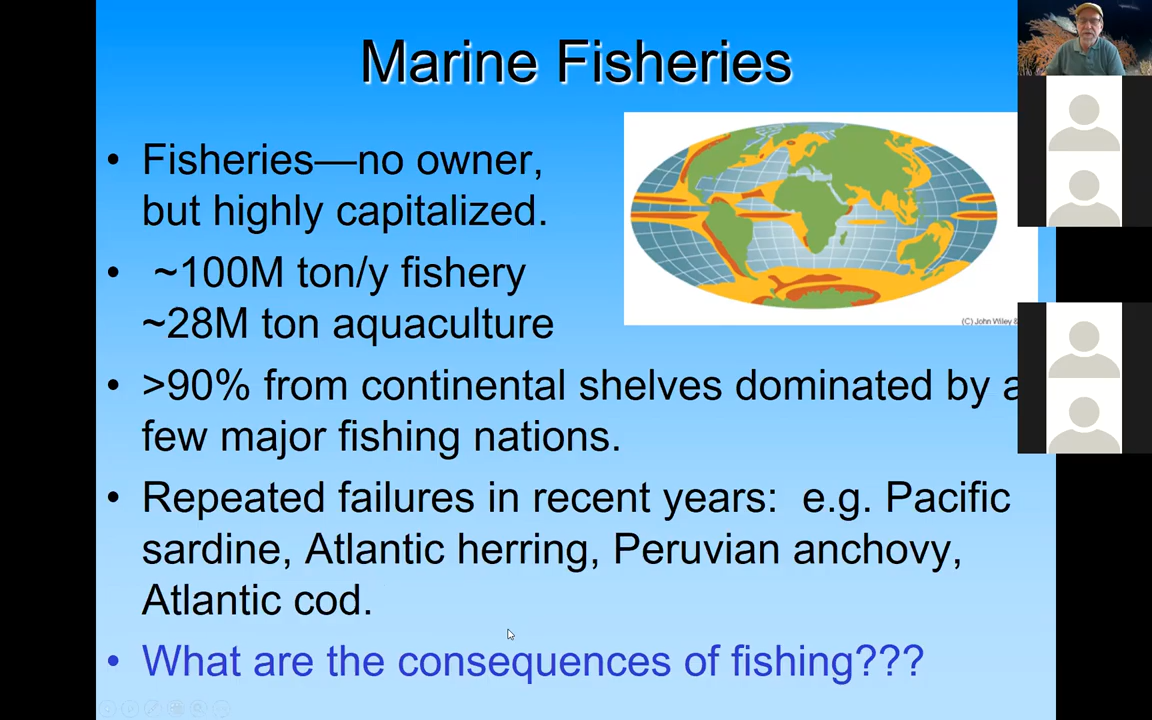 Marine Fisheries
• Fisheries—no owner,
but highly capitalized.
• ~100M ton/y fishery
~28M ton aquaculture
(C) John Wiley &
• >90% from continental shelves dominated by a
few major fishing nations.
• Repeated failures in recent years: e.g. Pacific
sardine, Atlantic herring, Peruvian anchovy,
Atlantic cod.
• What are the consequences of fishing???